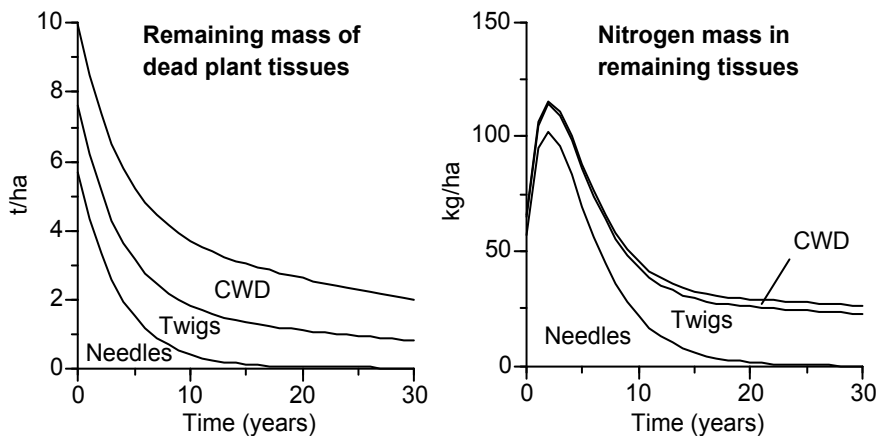 Remaining mass of
dead plant tissues
t/ha
10
8
6
4
2
0
CWD
Twigs
Needles
0
10
20
30
Time (years)
Nitrogen mass in
remaining tissues
kg/ha
150
100
50
0
CWD
Twigs
Needles
0
10
20
30
Time (years)